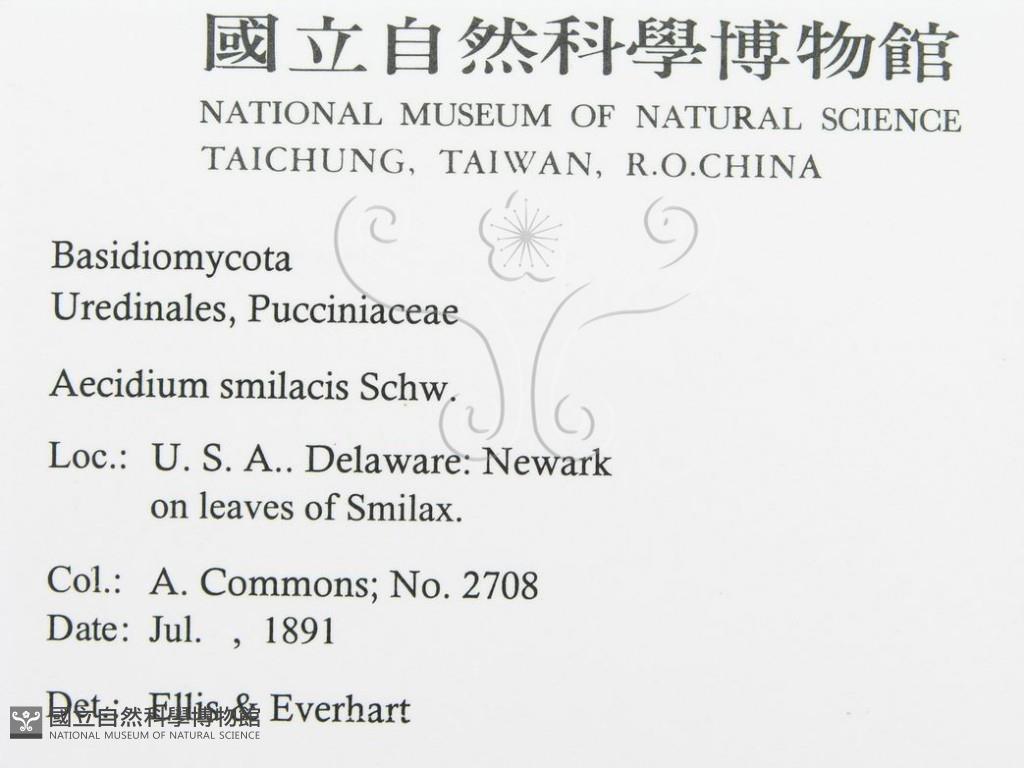 國立自然科學博物館
NATIONAL MUSEUM OF NATURAL SCIENCE
TAICHUNG, TAIWAN, R.O.CHINA
Basidiomycota
Uredinales, Pucciniaceae
Aecidium smilacis Schw.
Loc.: U. S. A.. Delaware: Newark
on leaves of Smilax.
Col.: A. Commons; No. 2708
Date: Jul. , 1891
Det.: Ellis & Everhart
國立自然科學博物館
NATIONAL MUSEUM OF NATURAL SCIENCE